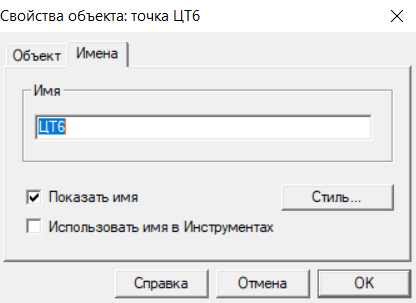 Свойства объекта: точка ЦТ6
Объект Имена
Имя
ЦТ6
Показать имя
Стиль...
Использовать имя в Инструментах
Справка Отмена OK